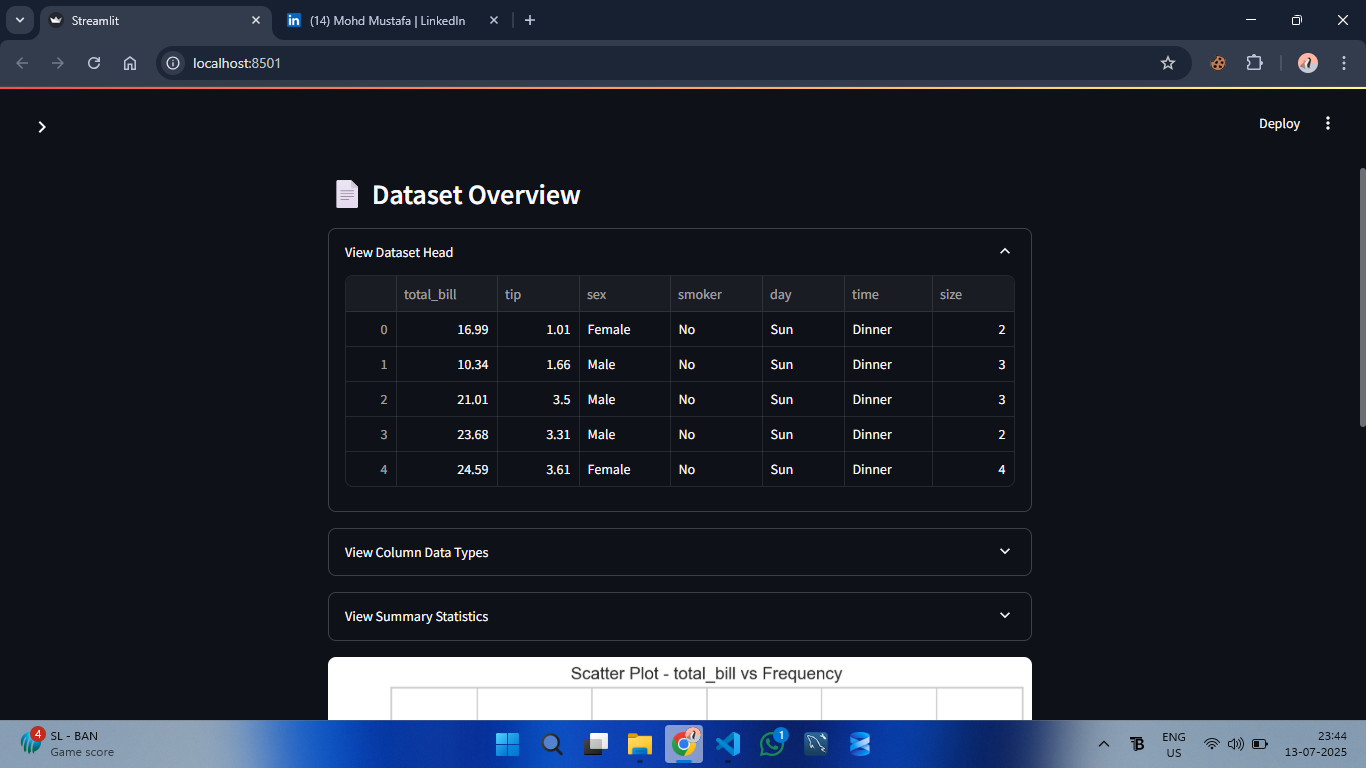 Streamlit
(14) Mohd Mustafa | LinkedIn
localhost:8501
Deploy
Dataset Overview
View Dataset Head
total_bill tip sex smoker day time size
0 16.99 1.01 Female No Sun Dinner 2
1 10.34 1.66 Male No Sun Dinner 3
2 21.01 3.5 Male No Sun Dinner 3
3 23.68 3.31 Male No Sun Dinner 2
4 24.59 3.61 Female No Sun Dinner 4
View Column Data Types
View Summary Statistics
Scatter Plot - total_bill vs Frequency
4
SL - BAN
Game score
1
ENG
US
23:44
13-07-2025